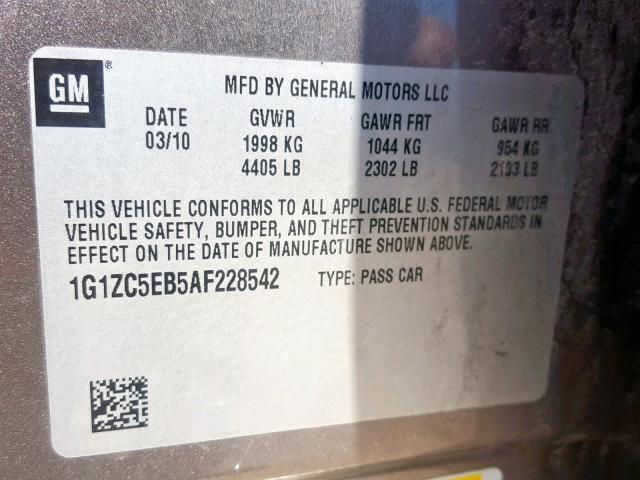 GM ®
MFD BY GENERAL MOTORS LLC
DATE GVWR GAWR FRT GAWR RR
03/10 1998 KG 1044 KG 954 KG
4405 LB 2302 LB 2103 LB
THIS VEHICLE CONFORMS TO ALL APPLICABLE U.S. FEDERAL MOTOR
VEHICLE SAFETY, BUMPER, AND THEFT PREVENTION STANDARDS IN
EFFECT ON THE DATE OF MANUFACTURE SHOWN ABOVE.
1G1ZC5EB5AF228542 TYPE: PASS CAR